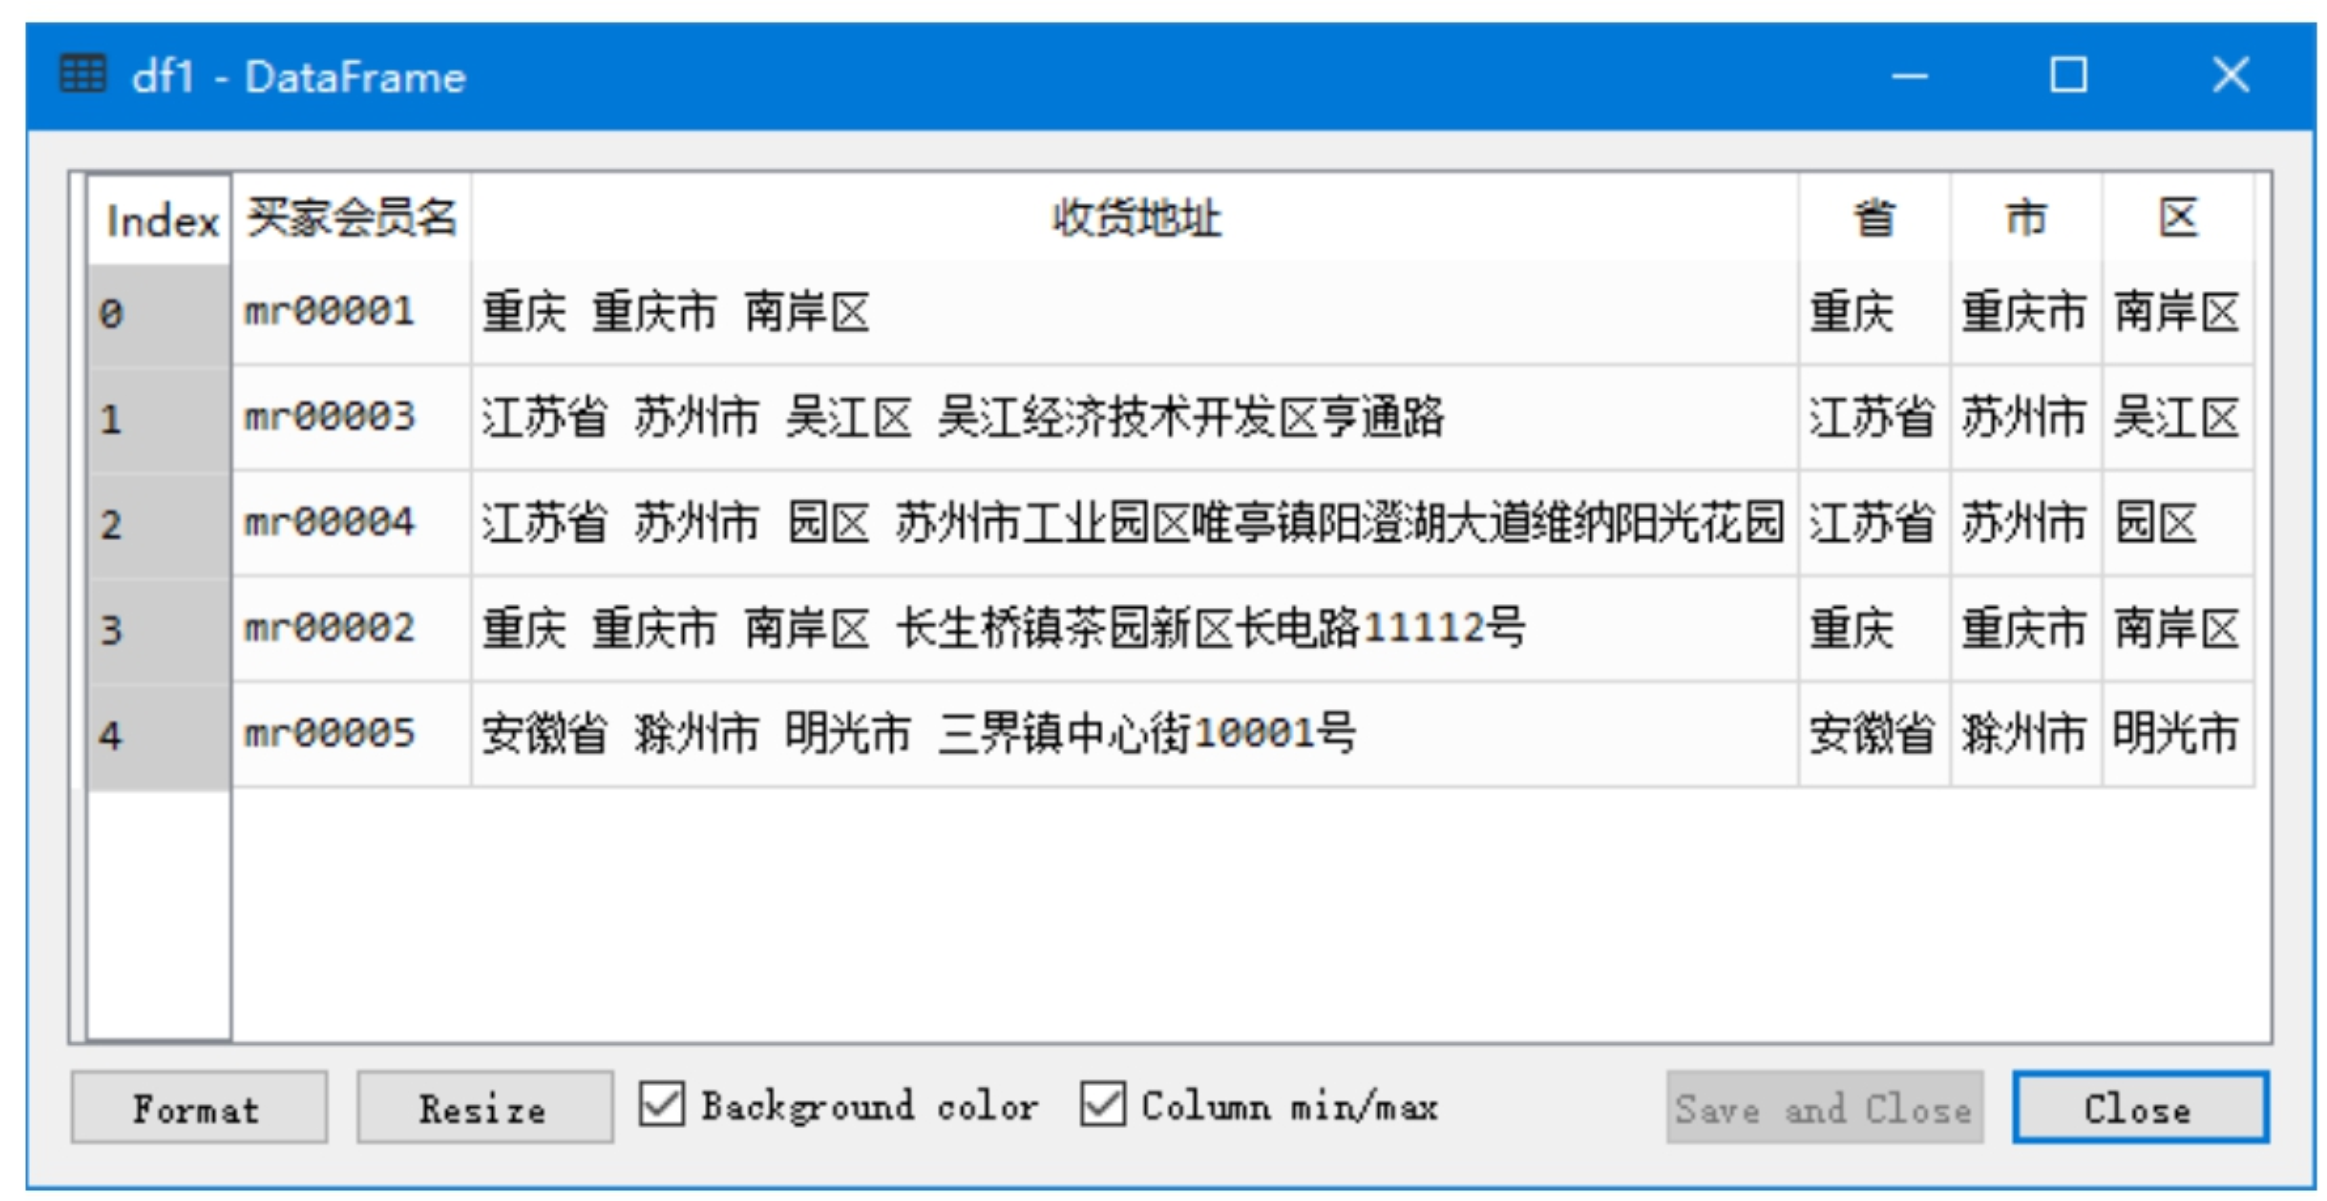 df1 - DataFrame
Index 买家会员名 收货地址 省 市 区
0 mr00001 重庆 重庆市 南岸区 重庆 重庆市 南岸区
1 mr00003 江苏省 苏州市 吴江区 吴江经济技术开发区亨通路 江苏省 苏州市 吴江区
2 mr00004 江苏省 苏州市 园区 苏州市工业园区唯亭镇阳澄湖大道维纳阳光花园 江苏省 苏州市 园区
3 mr00002 重庆 重庆市 南岸区 长生桥镇茶园新区长电路11112号 重庆 重庆市 南岸区
4 mr00005 安徽省 滁州市 明光市 三界镇中心街10001号 安徽省 滁州市 明光市
Format Resize Background color Column min/max Save and Close Close